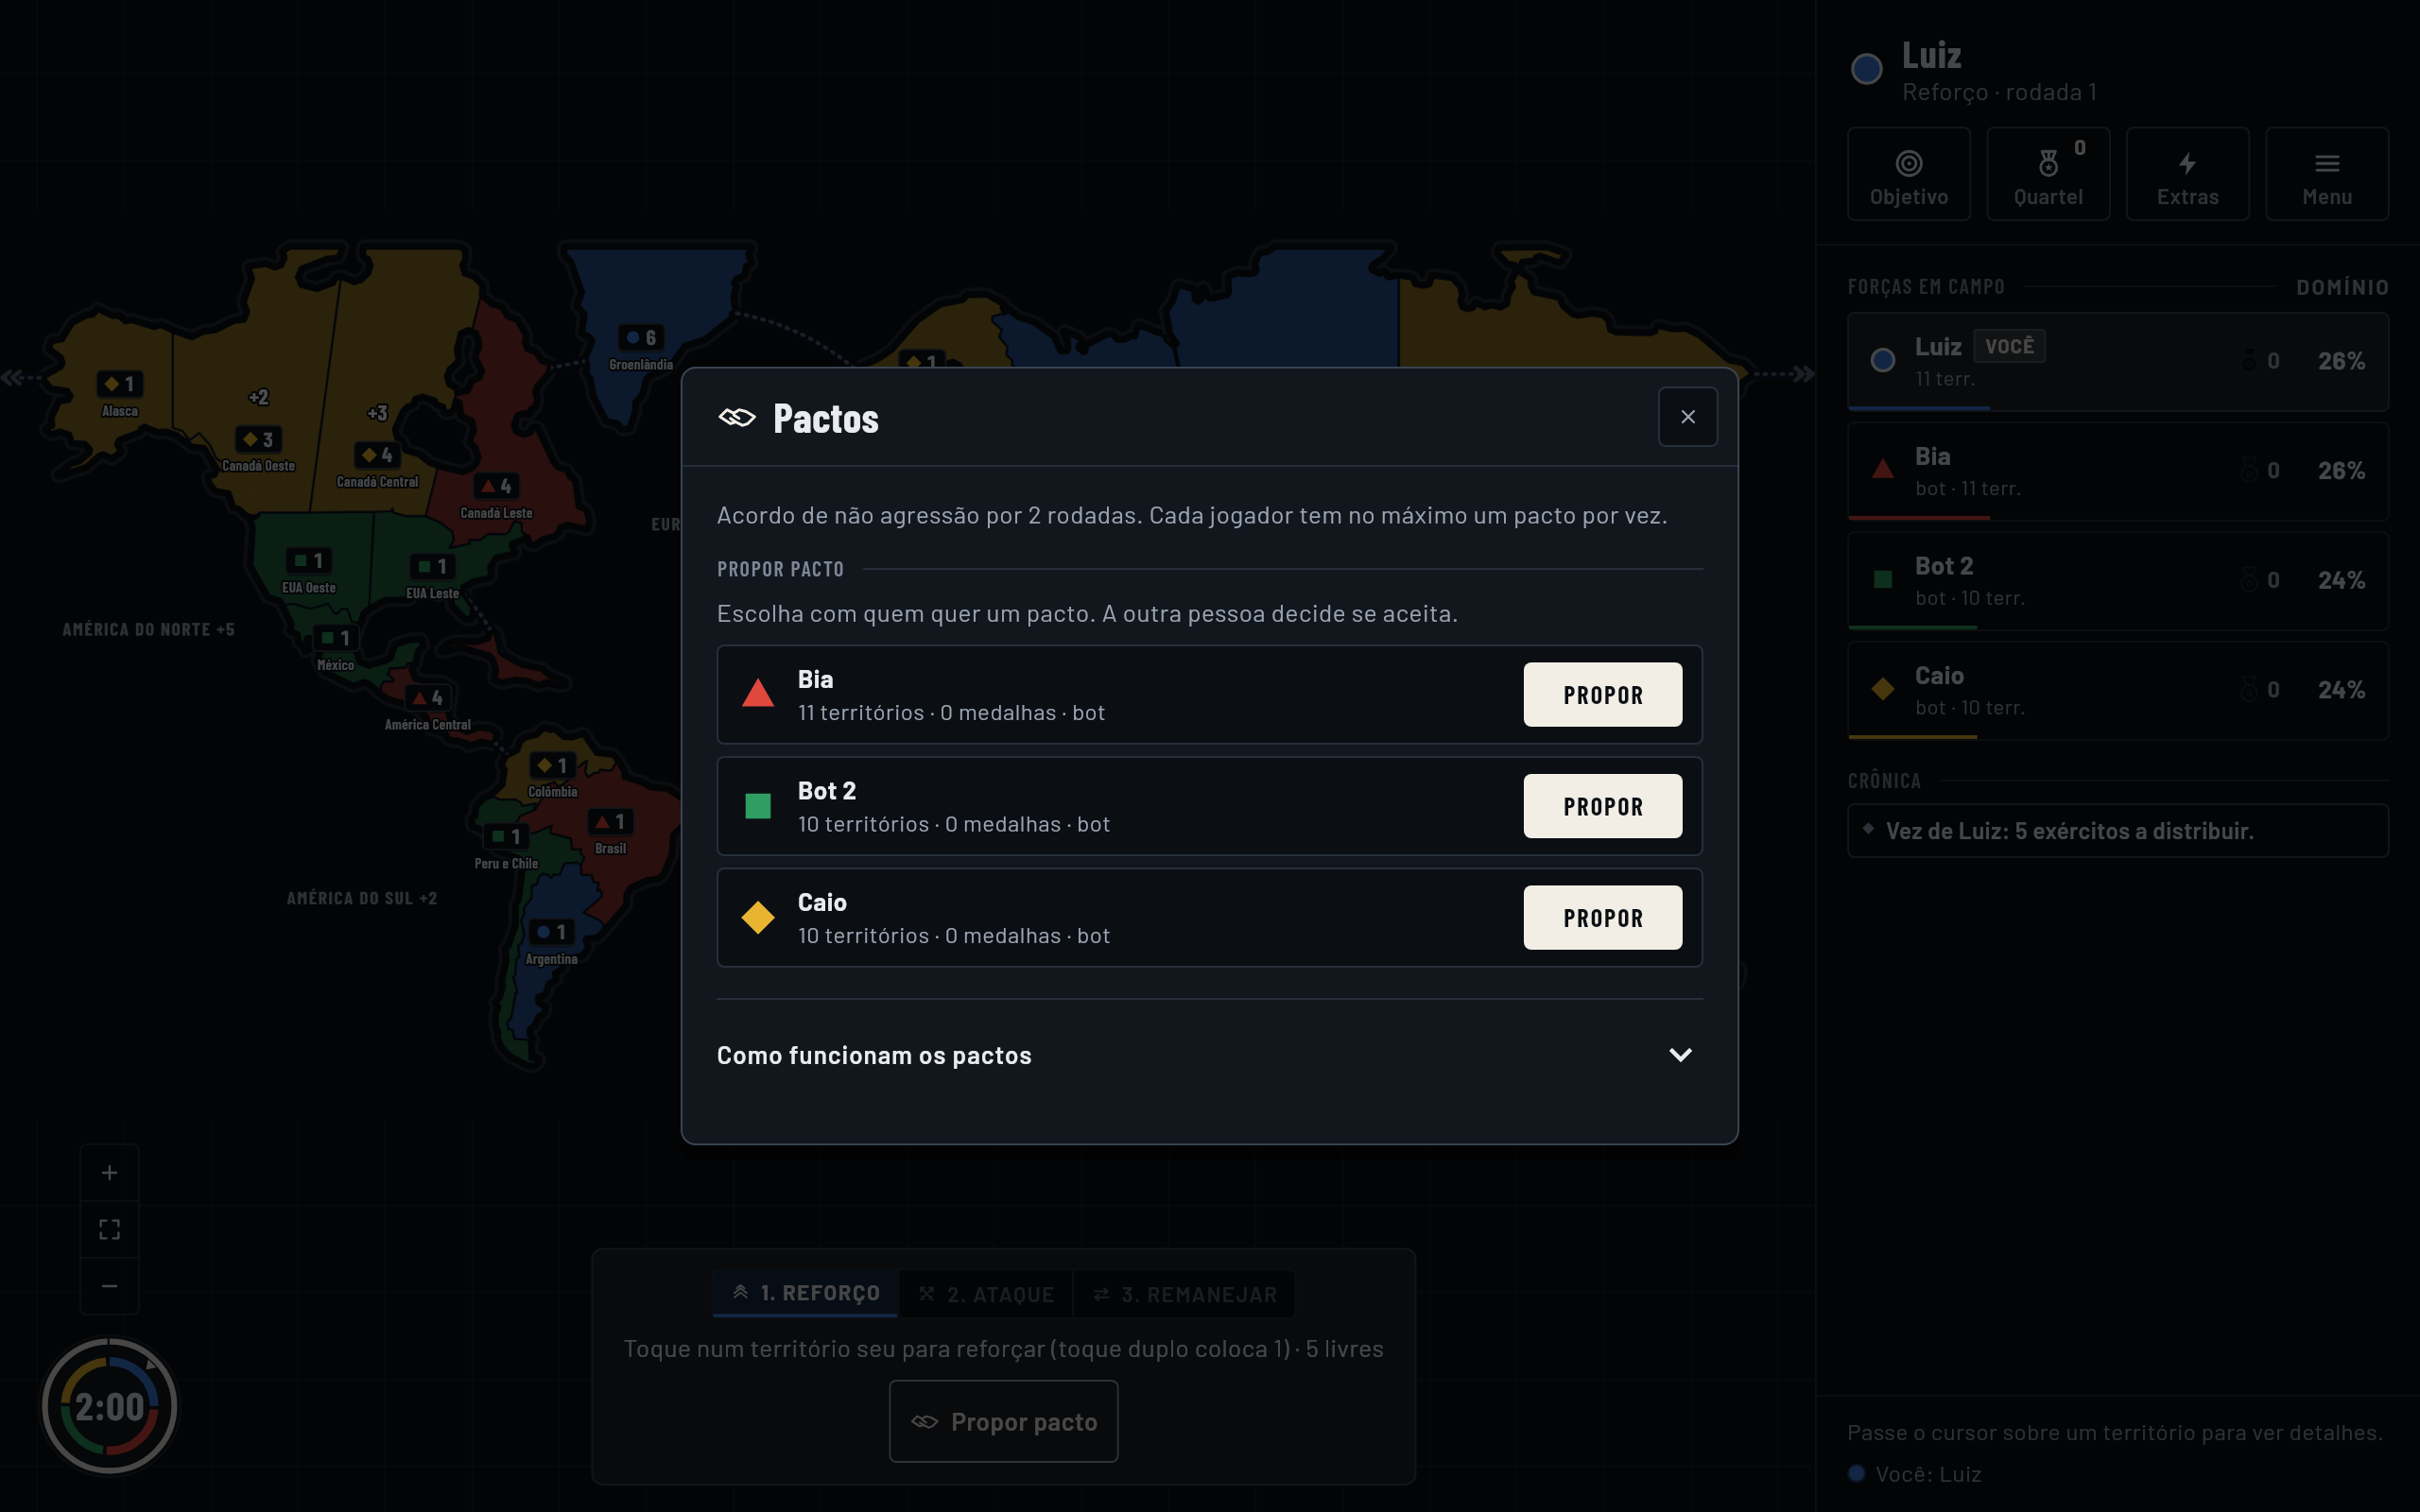 Luiz
Reforço · rodada 1
Objetivo
0
Quartel
Extras
Menu
FORÇAS EM CAMPO
DOMÍNIO
Luiz VOCÊ
11 terr.
0
26%
Bia
bot · 11 terr.
0
26%
Bot 2
bot · 10 terr.
0
24%
Caio
bot · 10 terr.
0
24%
CRÔNICA
Vez de Luiz: 5 exércitos a distribuir.
Passe o cursor sobre um território para ver detalhes.
Você: Luiz
6
Groenlândia
1
1
Alasca
+2
3
Canadá Oeste
+3
4
Canadá Central
4
Canadá Leste
EUR
1
EUA Oeste
1
EUA Leste
AMÉRICA DO NORTE +5
1
México
4
América Central
1
Colômbia
1
Brasil
1
Peru e Chile
AMÉRICA DO SUL +2
1
Argentina
Pactos
Acordo de não agressão por 2 rodadas. Cada jogador tem no máximo um pacto por vez.
PROPOR PACTO
Escolha com quem quer um pacto. A outra pessoa decide se aceita.
Bia
11 territórios · 0 medalhas · bot
PROPOR
Bot 2
10 territórios · 0 medalhas · bot
PROPOR
Caio
10 territórios · 0 medalhas · bot
PROPOR
Como funcionam os pactos
+
−
2:00
1. REFORÇO
2. ATAQUE
3. REMANEJAR
Toque num território seu para reforçar (toque duplo coloca 1) · 5 livres
Propor pacto